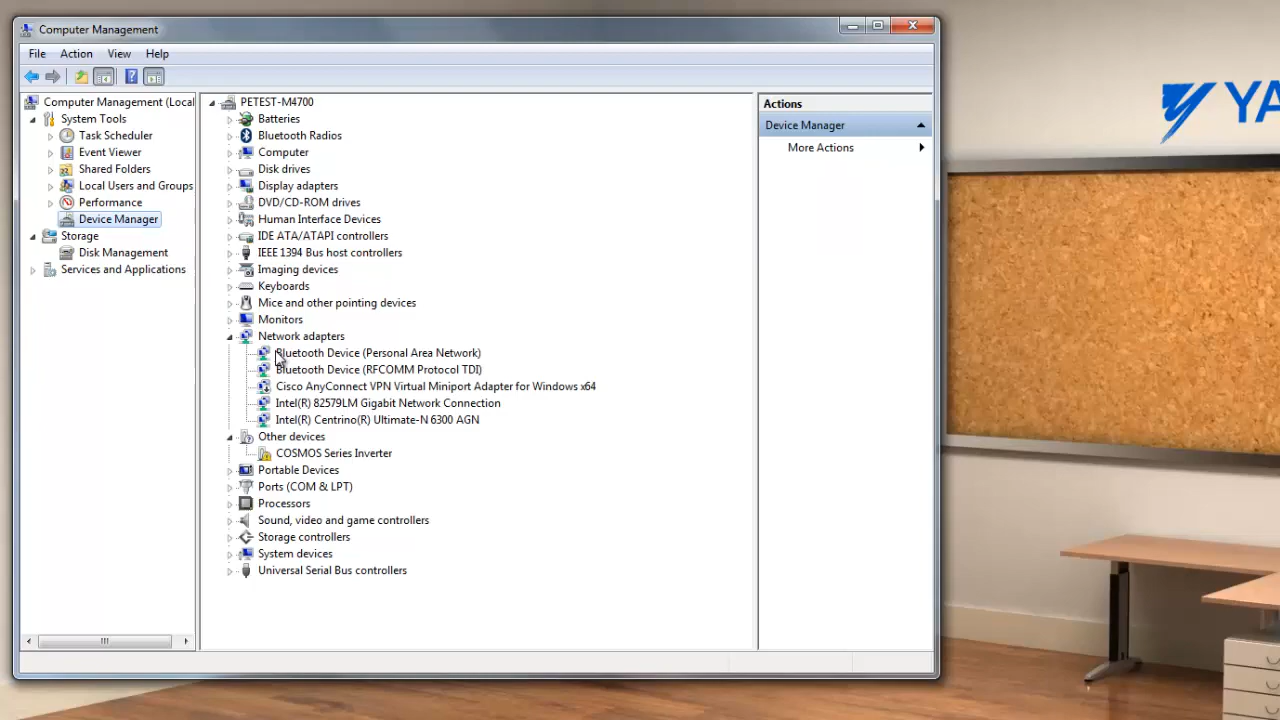 Computer Management
File Action View Help
Computer Management (Local
System Tools
Task Scheduler
Event Viewer
Shared Folders
Local Users and Groups
Performance
Device Manager
Storage
Disk Management
Services and Applications
PETEST-M4700
Batteries
Bluetooth Radios
Computer
Disk drives
Display adapters
DVD/CD-ROM drives
Human Interface Devices
IDE ATA/ATAPI controllers
IEEE 1394 Bus host controllers
Imaging devices
Keyboards
Mice and other pointing devices
Monitors
Network adapters
Bluetooth Device (Personal Area Network)
Bluetooth Device (RFCOMM Protocol TDI)
Cisco AnyConnect VPN Virtual Miniport Adapter for Windows x64
Intel(R) 82579LM Gigabit Network Connection
Intel(R) Centrino(R) Ultimate-N 6300 AGN
Other devices
COSMOS Series Inverter
Portable Devices
Ports (COM & LPT)
Processors
Sound, video and game controllers
Storage controllers
System devices
Universal Serial Bus controllers
Actions
Device Manager
More Actions
YA